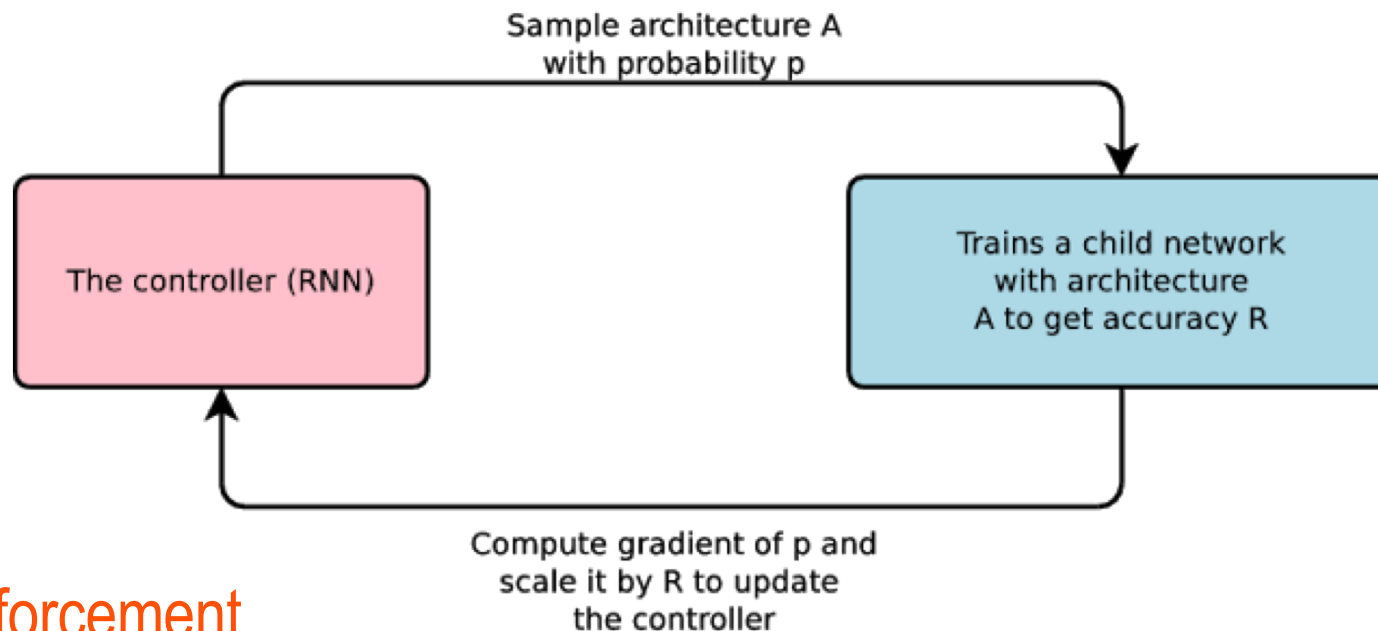 Sample architecture A
with probability p
The controller (RNN)
Trains a child network
with architecture
A to get accuracy R
Compute gradient of p and
scale it by R to update
the controller
forcement